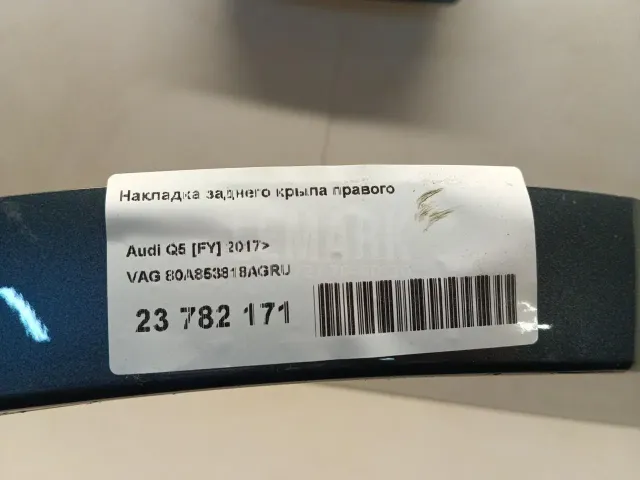 Накладка заднего крыла правого
Audi Q5 [FY] 2017>
VAG 80A853818AGRU
23 782 171